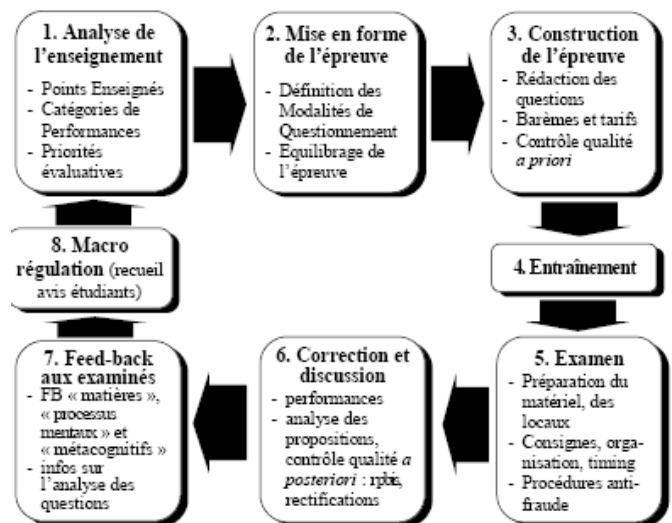 1. Analyse de
l’enseignement
- Points Enseignés
- Catégories de
Performances
- Priorités
évaluatives
2. Mise en forme
de l’épreuve
- Définition des
Modalités de
Questionnement
- Equilibrage de
l’épreuve
3. Construction
de l’épreuve
- Rédaction des
questions
- Barèmes et tarifs
- Contrôle qualité
a priori
4. Entraînement
5. Examen
- Préparation du
matériel, des
locaux
- Consignes, orga-
nisation, timing
- Procédures anti-
fraude
6. Correction et
discussion
- performances
- analyse des
propositions,
contrôle qualité a
posteriori :
rectifications
7. Feed-back
aux examinés
- FB « matières »,
« processus
mentaux » et
« métacognitifs »
- infos sur
l’analyse des
questions
8. Macro
régulation (recueil
avis étudiants)